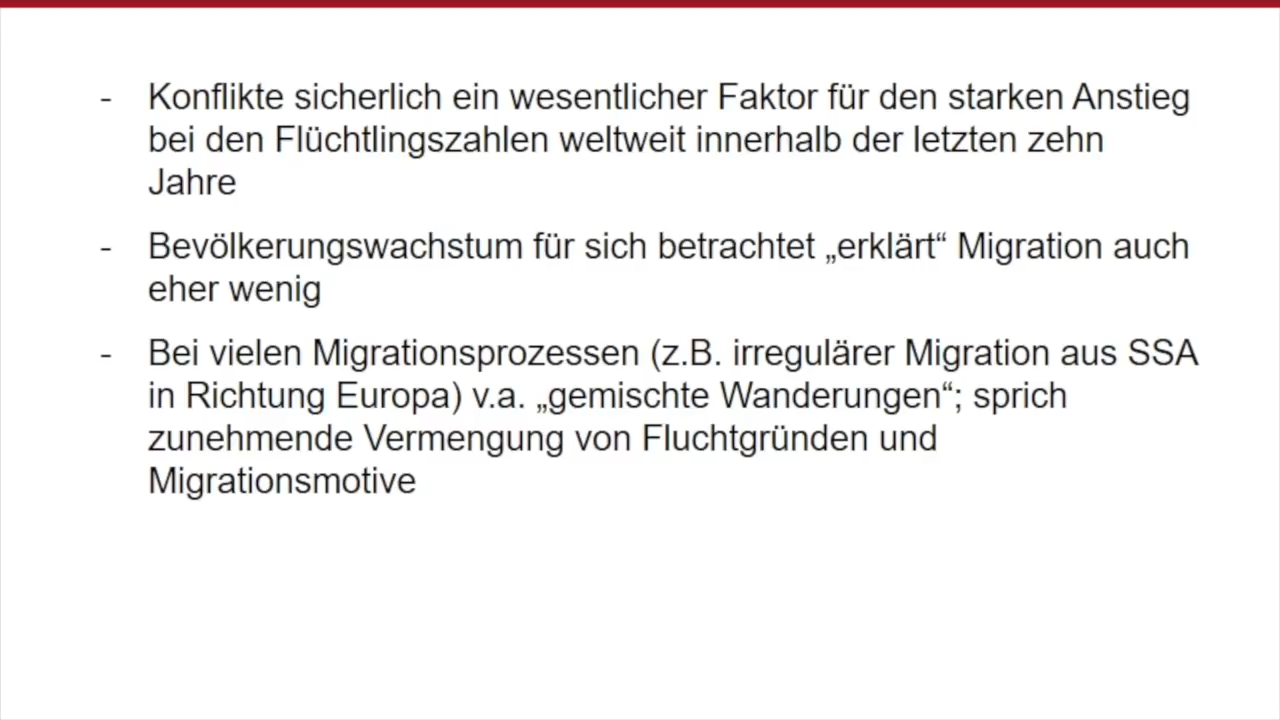 - Konflikte sicherlich ein wesentlicher Faktor für den starken Anstieg
bei den Flüchtlingszahlen weltweit innerhalb der letzten zehn
Jahre
- Bevölkerungswachstum für sich betrachtet „erklärt“ Migration auch
eher wenig
- Bei vielen Migrationsprozessen (z.B. irregulärer Migration aus SSA
in Richtung Europa) v.a. „gemischte Wanderungen“; sprich
zunehmende Vermengung von Fluchtgründen und
Migrationsmotive